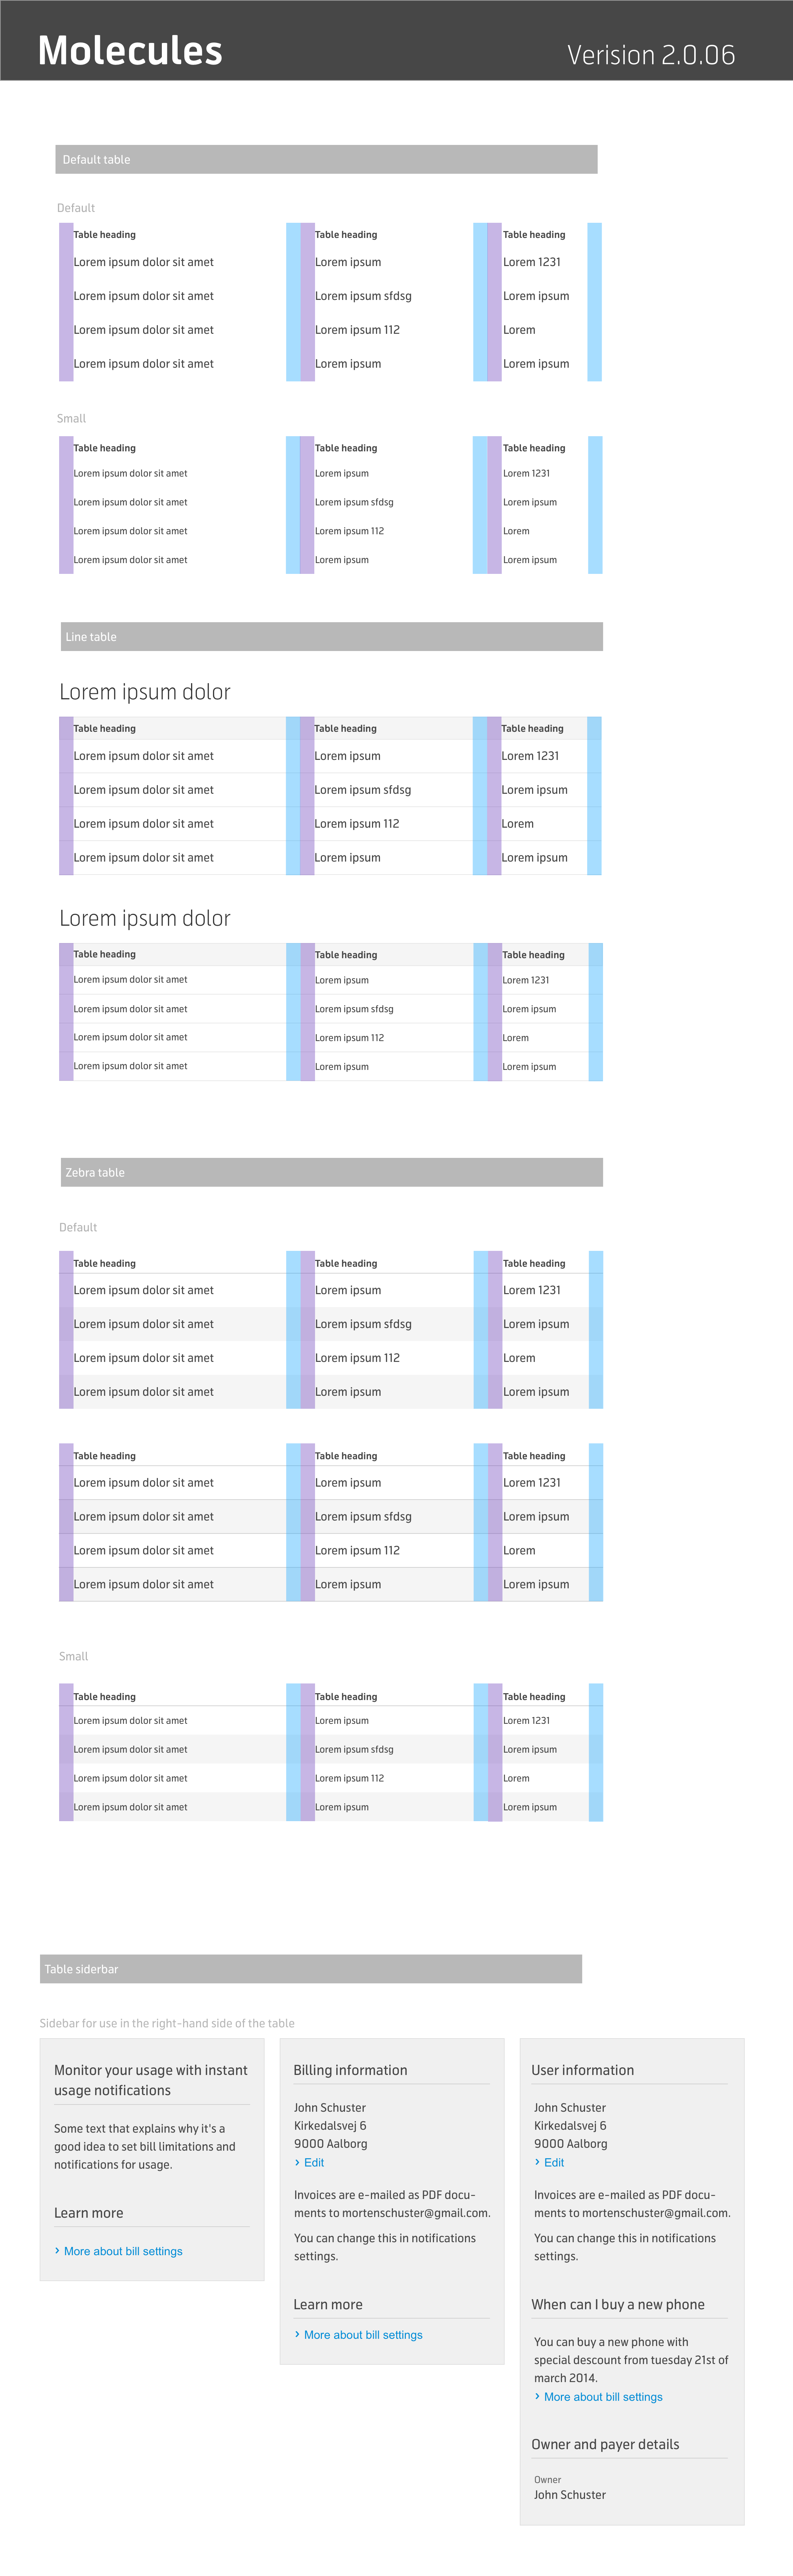 Molecules
Verision 2.0.06
Default table
Default
Table heading Table heading Table heading
Lorem ipsum dolor sit amet Lorem ipsum Lorem 1231
Lorem ipsum dolor sit amet Lorem ipsum sfdsg Lorem ipsum
Lorem ipsum dolor sit amet Lorem ipsum 112 Lorem
Lorem ipsum dolor sit amet Lorem ipsum Lorem ipsum
Small
Table heading Table heading Table heading
Lorem ipsum dolor sit amet Lorem ipsum Lorem 1231
Lorem ipsum dolor sit amet Lorem ipsum sfdsg Lorem ipsum
Lorem ipsum dolor sit amet Lorem ipsum 112 Lorem
Lorem ipsum dolor sit amet Lorem ipsum Lorem ipsum
Line table
Lorem ipsum dolor
Table heading Table heading Table heading
Lorem ipsum dolor sit amet Lorem ipsum Lorem 1231
Lorem ipsum dolor sit amet Lorem ipsum sfdsg Lorem ipsum
Lorem ipsum dolor sit amet Lorem ipsum 112 Lorem
Lorem ipsum dolor sit amet Lorem ipsum Lorem ipsum
Lorem ipsum dolor
Table heading Table heading Table heading
Lorem ipsum dolor sit amet Lorem ipsum Lorem 1231
Lorem ipsum dolor sit amet Lorem ipsum sfdsg Lorem ipsum
Lorem ipsum dolor sit amet Lorem ipsum 112 Lorem
Lorem ipsum dolor sit amet Lorem ipsum Lorem ipsum
Zebra table
Default
Table heading Table heading Table heading
Lorem ipsum dolor sit amet Lorem ipsum Lorem 1231
Lorem ipsum dolor sit amet Lorem ipsum sfdsg Lorem ipsum
Lorem ipsum dolor sit amet Lorem ipsum 112 Lorem
Lorem ipsum dolor sit amet Lorem ipsum Lorem ipsum
Table heading Table heading Table heading
Lorem ipsum dolor sit amet Lorem ipsum Lorem 1231
Lorem ipsum dolor sit amet Lorem ipsum sfdsg Lorem ipsum
Lorem ipsum dolor sit amet Lorem ipsum 112 Lorem
Lorem ipsum dolor sit amet Lorem ipsum Lorem ipsum
Small
Table heading Table heading Table heading
Lorem ipsum dolor sit amet Lorem ipsum Lorem 1231
Lorem ipsum dolor sit amet Lorem ipsum sfdsg Lorem ipsum
Lorem ipsum dolor sit amet Lorem ipsum 112 Lorem
Lorem ipsum dolor sit amet Lorem ipsum Lorem ipsum
Table siderbar
Sidebar for use in the right-hand side of the table
Monitor your usage with instant
usage notifications
Some text that explains why it's a
good idea to set bill limitations and
notifications for usage.
Learn more
› More about bill settings
Billing information
John Schuster
Kirkedalsvej 6
9000 Aalborg
› Edit
Invoices are e-mailed as PDF docu-
ments to mortenschuster@gmail.com.
You can change this in notifications
settings.
Learn more
› More about bill settings
User information
John Schuster
Kirkedalsvej 6
9000 Aalborg
› Edit
Invoices are e-mailed as PDF docu-
ments to mortenschuster@gmail.com.
You can change this in notifications
settings.
When can I buy a new phone
You can buy a new phone with
special descount from tuesday 21st of
march 2014.
› More about bill settings
Owner and payer details
Owner
John Schuster